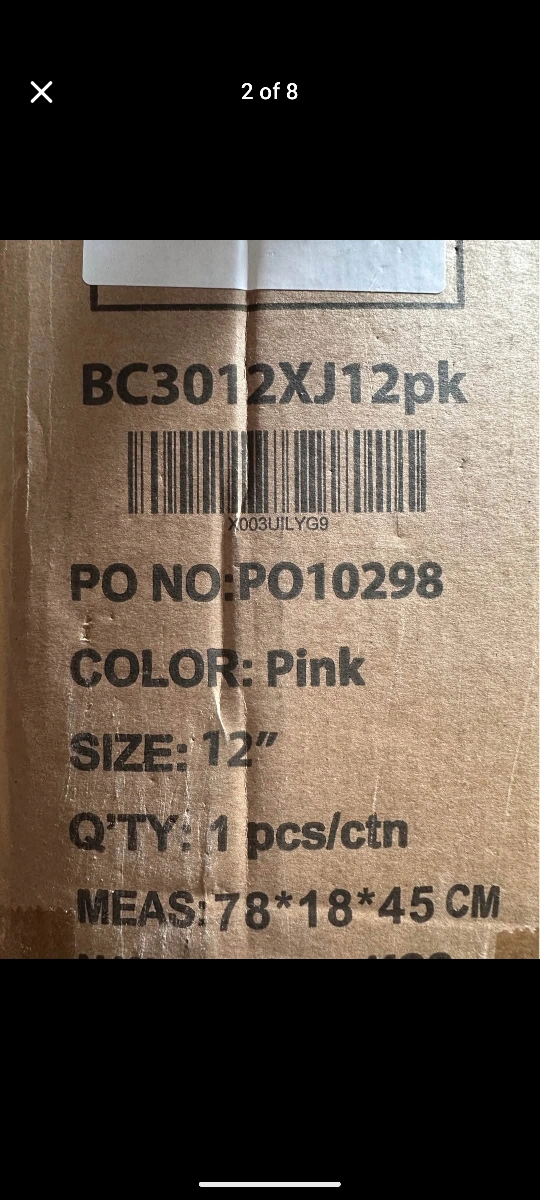 2 of 8
BC3012XJ12pk
X003UILYG9
PO NO:PO10298
COLOR: Pink
SIZE: 12”
Q’TY: 1 pcs/ctn
MEAS:78*18*45 CM